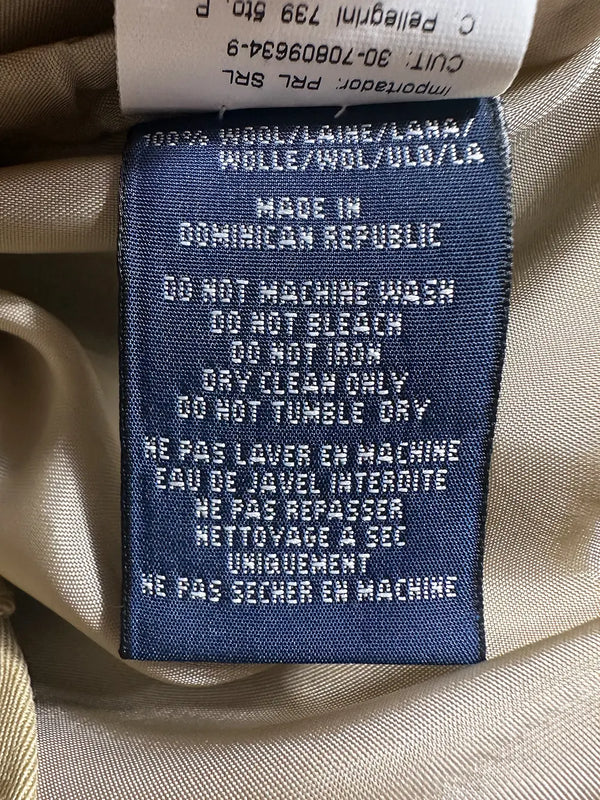 Importador: PRL SRL
CUIT: 30-70809634-9
C. Pellegrini 739 5to. P
100% WOOL/LAINE/LANA/
WOLLE/WOL/ULD/LA
MADE IN
DOMINICAN REPUBLIC
DO NOT MACHINE WASH
DO NOT BLEACH
DO NOT IRON
DRY CLEAN ONLY
DO NOT TUMBLE DRY
NE PAS LAVER EN MACHINE
EAU DE JAVEL INTERDITE
NE PAS REPASSER
NETTOYAGE A SEC
UNIQUEMENT
NE PAS SECHER EN MACHINE